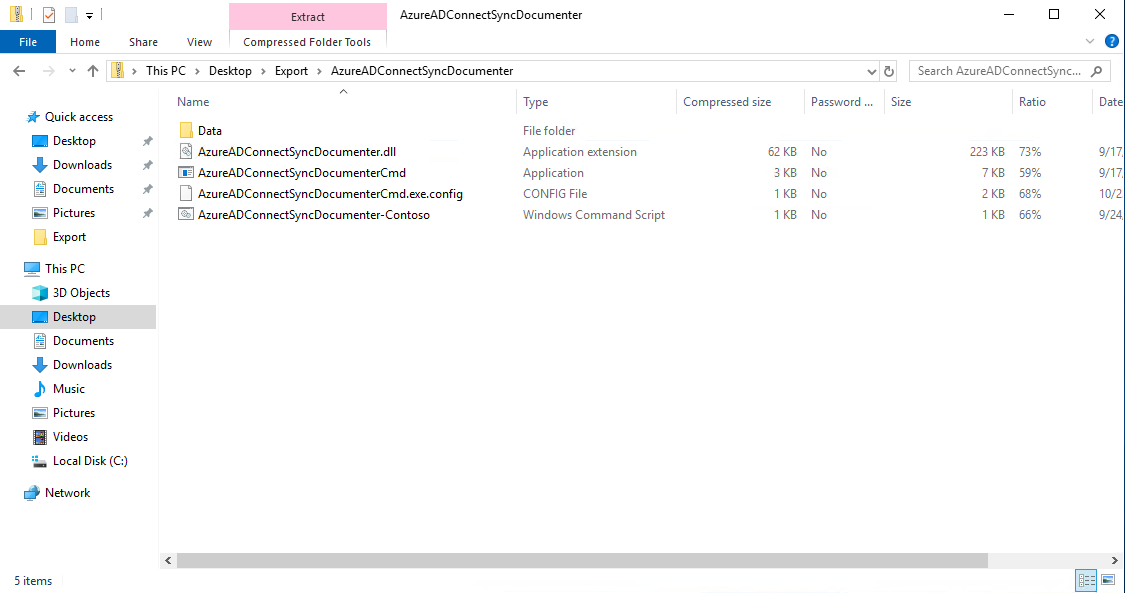 Extract
AzureADConnectSyncDocumenter
File
Home
Share
View
Compressed Folder Tools
This PC
Desktop
Export
AzureADConnectSyncDocumenter
Search AzureADConnectSync...
Quick access
Desktop
Downloads
Documents
Pictures
Export
This PC
3D Objects
Desktop
Documents
Downloads
Music
Pictures
Videos
Local Disk (C:)
Network
Name Type Compressed size Password ... Size Ratio Date
Data File folder
AzureADConnectSyncDocumenter.dll Application extension 62 KB No 223 KB 73% 9/17,
AzureADConnectSyncDocumenterCmd Application 3 KB No 7 KB 59% 9/17,
AzureADConnectSyncDocumenterCmd.exe.config CONFIG File 1 KB No 2 KB 68% 10/2
AzureADConnectSyncDocumenter-Contoso Windows Command Script 1 KB No 1 KB 66% 9/24,
5 items